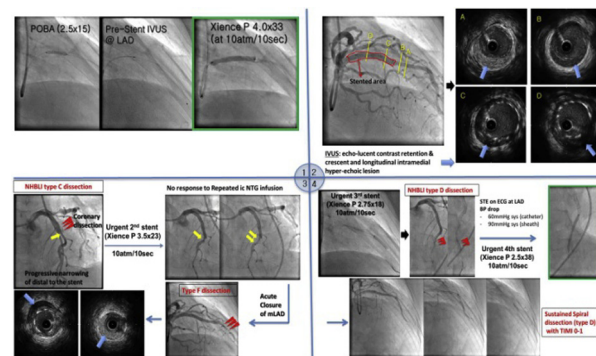 POBA (2.5x15)
Pre-Stent IVUS
@ LAD
Xience P 4.0x33
(at 10atm/10sec)
Stented area
A
B
C
D
IVUS: echo-lucent contrast retention &
crescent and longitudinal intramedial
hyper-echoic lesion
1 2
3 4
NHBLI type C dissection
Coronary
dissection
Progressive narrowing
of distal to the stent
Urgent 2nd stent
(Xience P 3.5x23)
10atm/10sec
No response to Repeated ic NTG infusion
Type F dissection
Acute
Closure of
mLAD
Urgent 3rd stent
(Xience P 2.75x18)
10atm/10sec
NHBLI type D dissection
STE on ECG at LAD
BP drop
- 60mmHg sys (catheter)
- 90mmHg sys (sheath)
Urgent 4th stent
(Xience P 2.5x38)
10atm/10sec
Sustained Spiral
dissection (type D)
with TIMI 0-1